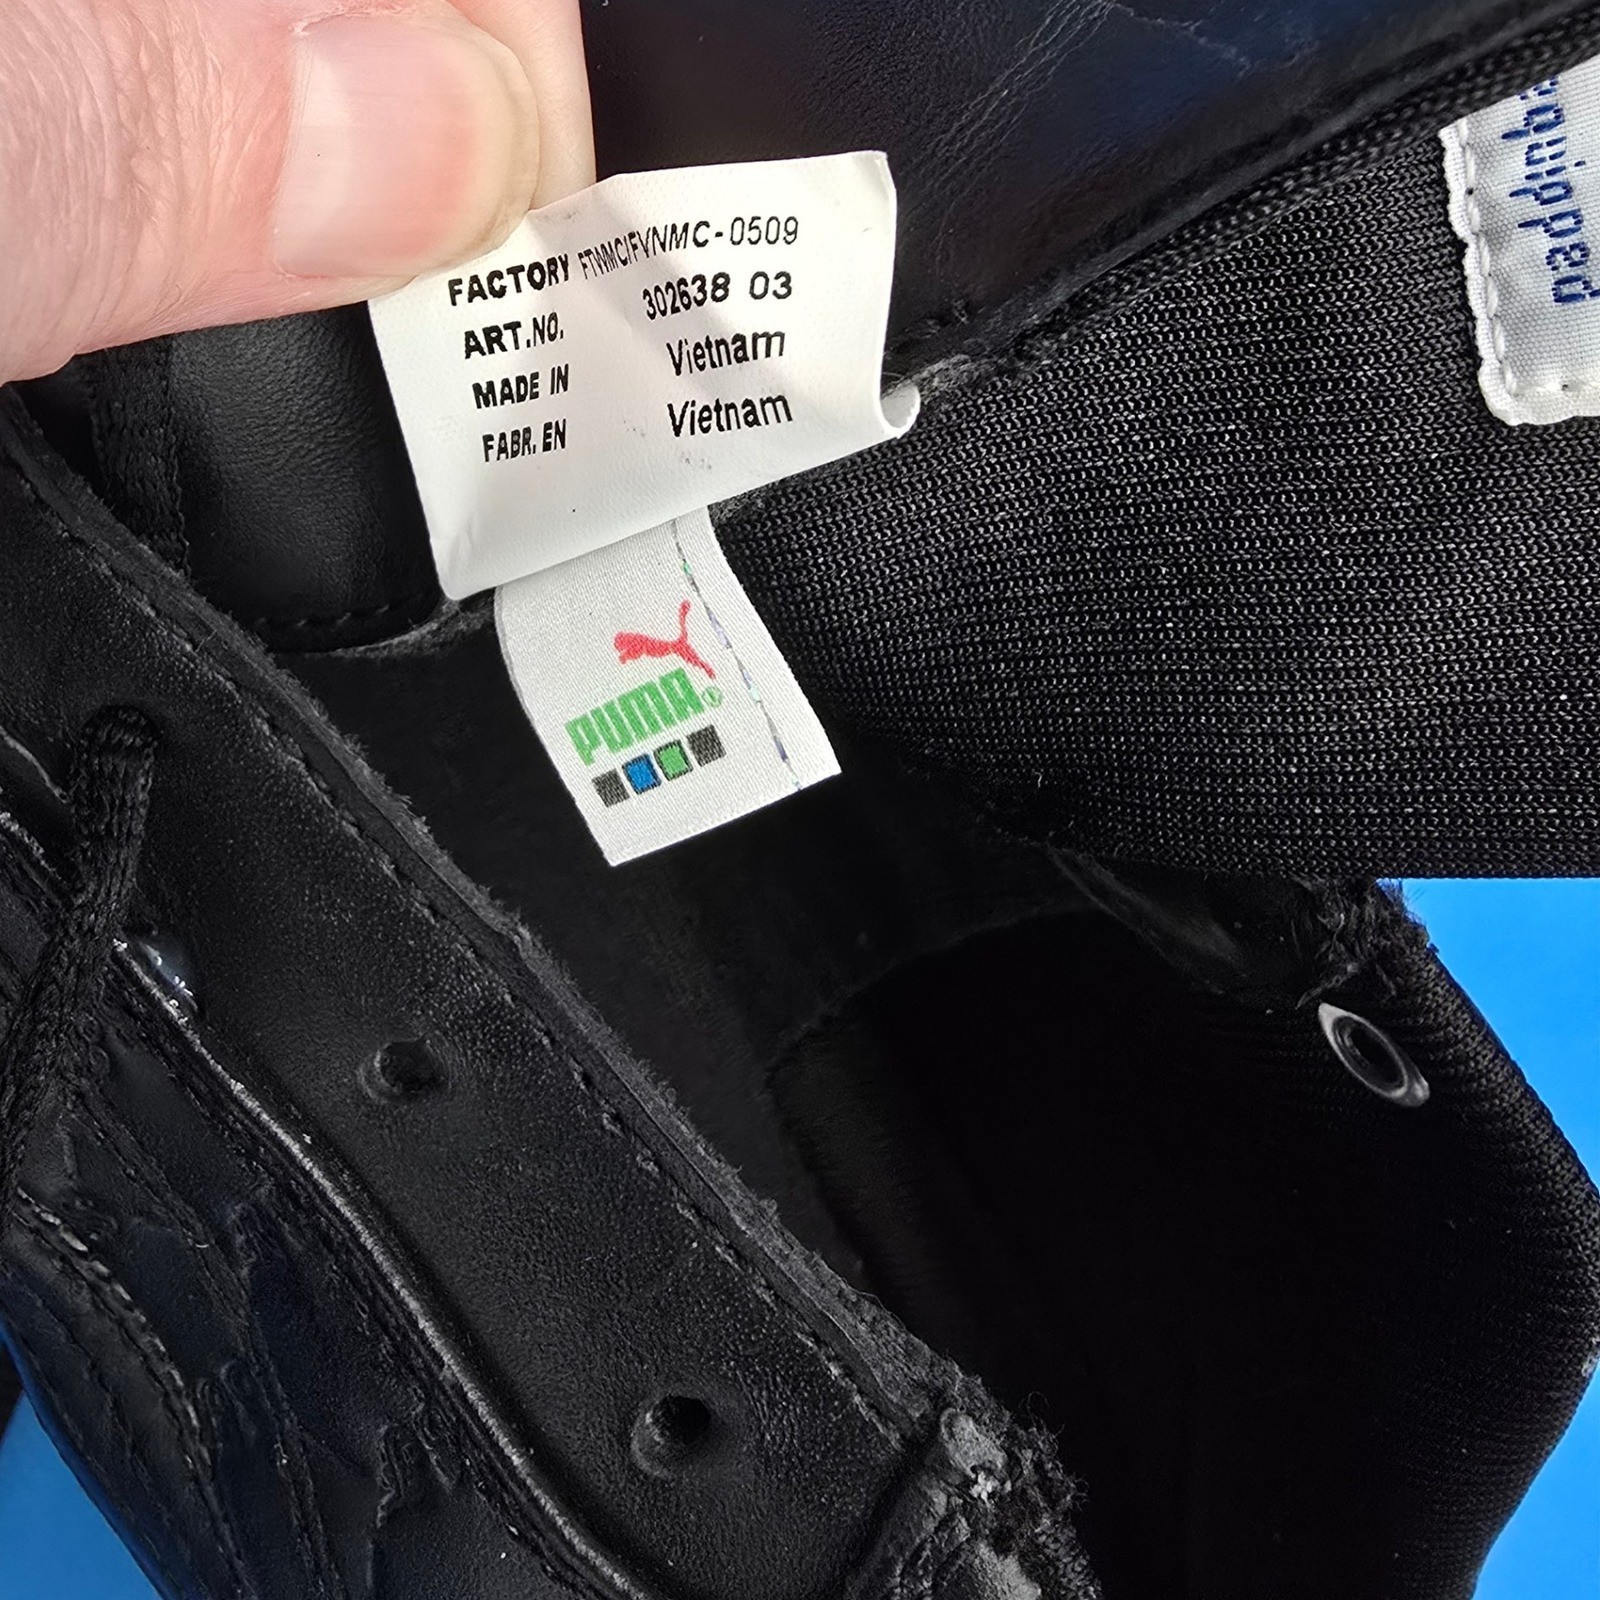 FACTORY FTWMC/FVNMC-0509
ART.NO. 302638 03
MADE IN Vietnam
FABR. EN Vietnam
PUMA®